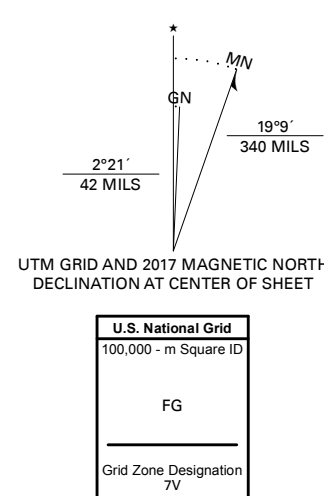 ★
MN
GN
19°9´
340 MILS
2°21´
42 MILS
UTM GRID AND 2017 MAGNETIC NORTH
DECLINATION AT CENTER OF SHEET
U.S. National Grid
100,000 - m Square ID
FG
Grid Zone Designation
7V